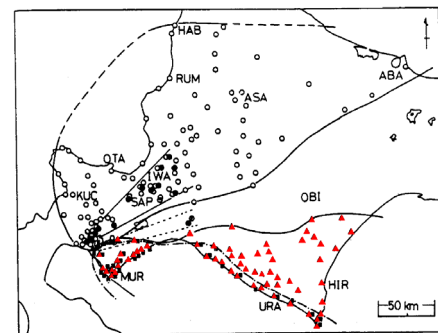 HAB
ABA
RUM
ASA
OTA
IWA
KUC
SAP
OBI
MUR
HIR
URA
50 km